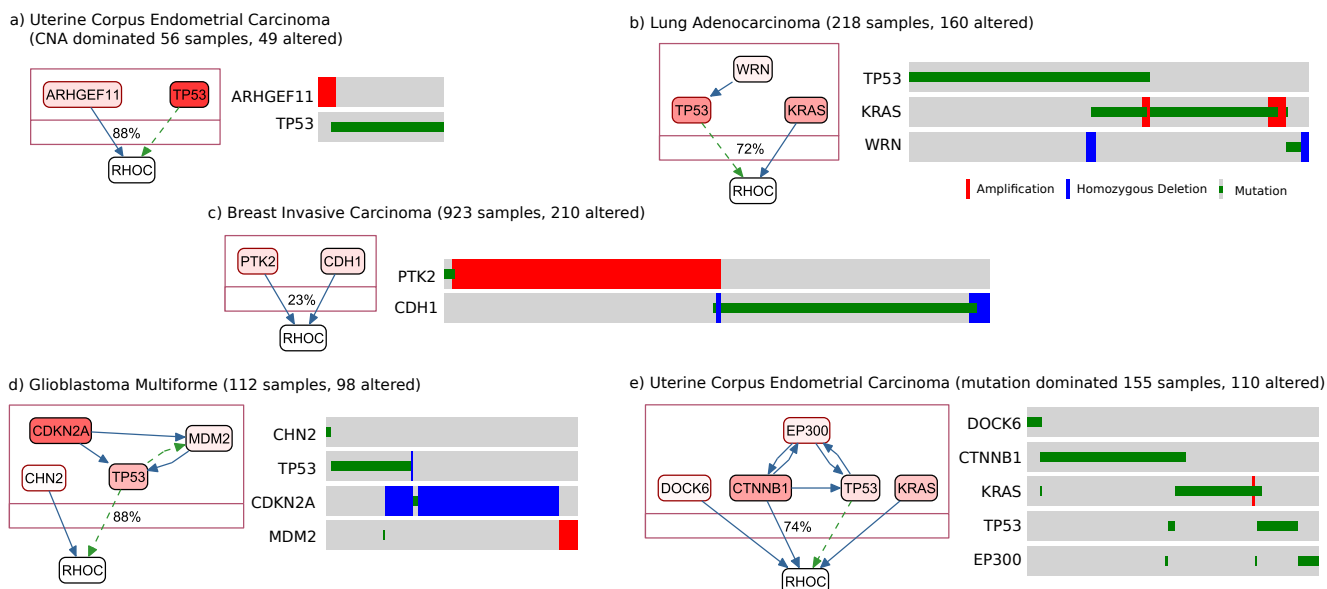 a) Uterine Corpus Endometrial Carcinoma
(CNA dominated 56 samples, 49 altered)
ARHGEF11
TP53
88%
RHOC
ARHGEF11
TP53
b) Lung Adenocarcinoma (218 samples, 160 altered)
WRN
TP53
KRAS
72%
RHOC
TP53
KRAS
WRN
Amplification
Homozygous Deletion
Mutation
c) Breast Invasive Carcinoma (923 samples, 210 altered)
PTK2
CDH1
23%
RHOC
PTK2
CDH1
d) Glioblastoma Multiforme (112 samples, 98 altered)
CDKN2A
MDM2
CHN2
TP53
88%
RHOC
CHN2
TP53
CDKN2A
MDM2
e) Uterine Corpus Endometrial Carcinoma (mutation dominated 155 samples, 110 altered)
EP300
DOCK6
CTNNB1
TP53
KRAS
74%
RHOC
DOCK6
CTNNB1
KRAS
TP53
EP300